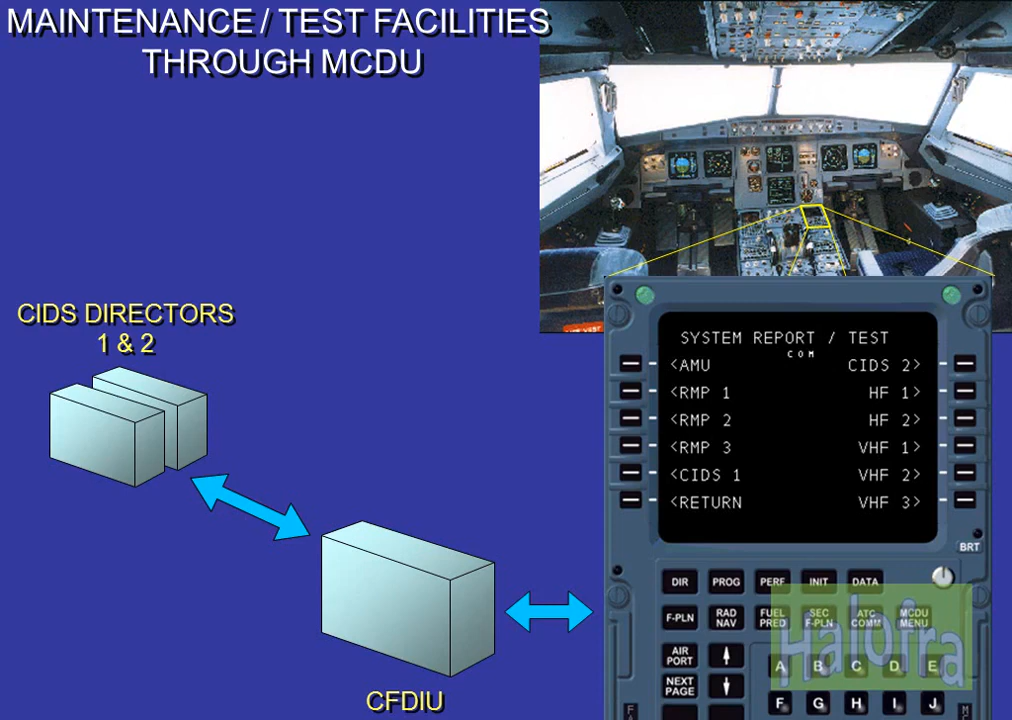 MAINTENANCE / TEST FACILITIES
THROUGH MCDU
CIDS DIRECTORS
1 & 2
CFDIU
SYSTEM REPORT / TEST
COM
<AMU CIDS 2>
<RMP 1 HF 1>
<RMP 2 HF 2>
<RMP 3 VHF 1>
<CIDS 1 VHF 2>
<RETURN VHF 3>
BRT
DIR PROG PERF INIT DATA
F-PLN RAD NAV FUEL PRED SEC F-PLN ATC COMM MCDU MENU
AIR PORT
NEXT PAGE
A B C D E
F G H I J
F M
Halofra